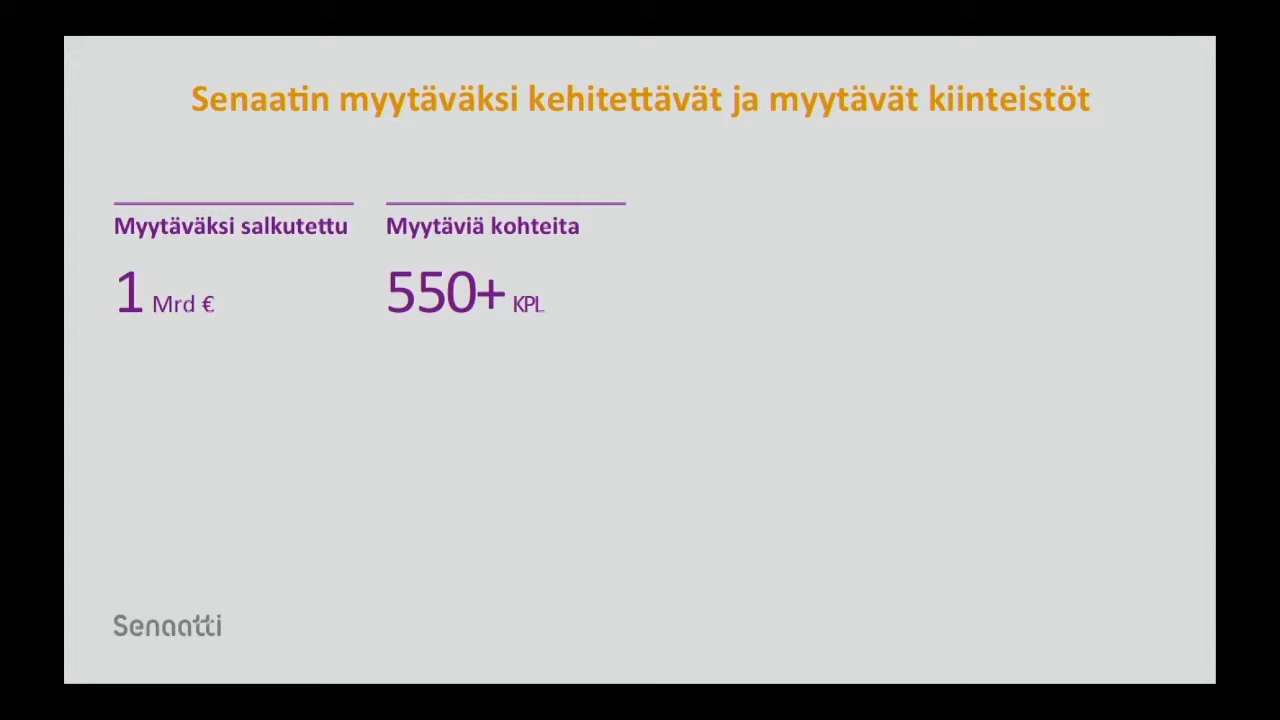 Senaatin myytäväksi kehitettävät ja myytävät kiinteistöt
Myytäväksi salkutettu
1 Mrd €
Myytäviä kohteita
550+ KPL
Senaatti